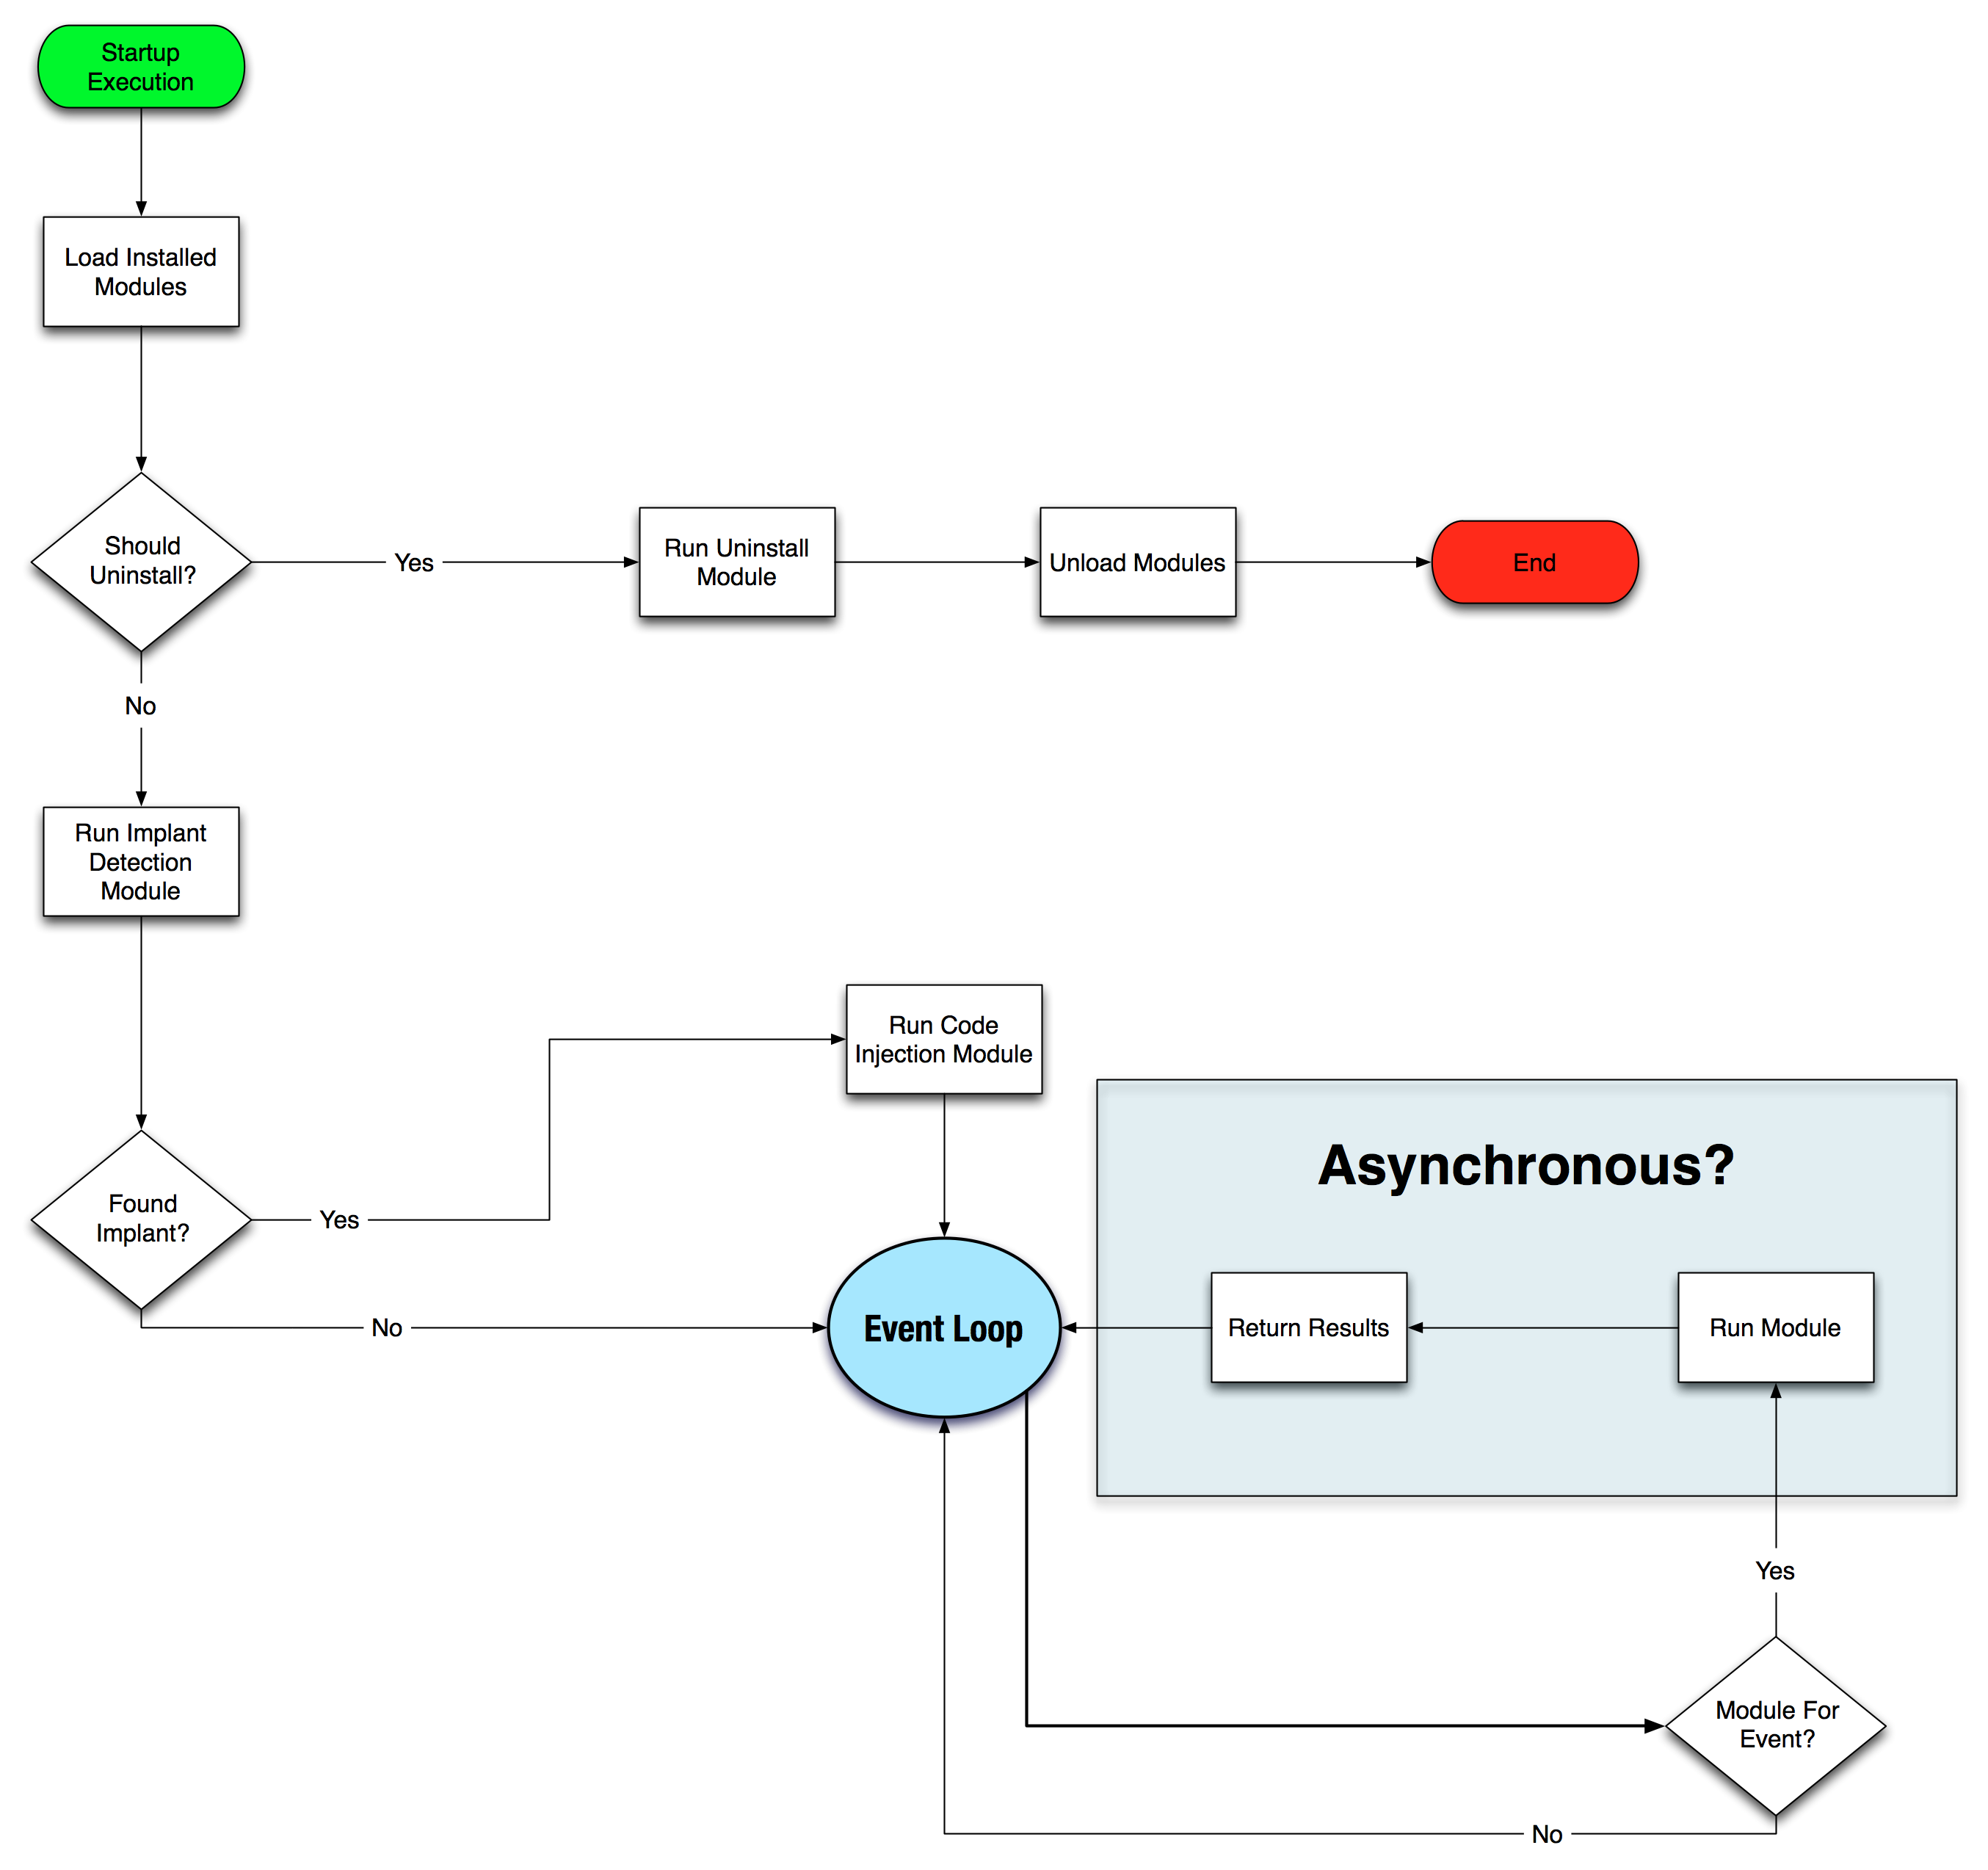 Startup
Execution
Load Installed
Modules
Should
Uninstall?
Yes
Run Uninstall
Module
Unload Modules
End
No
Run Implant
Detection
Module
Found
Implant?
Yes
Run Code
Injection Module
No
Event Loop
Asynchronous?
Return Results
Run Module
Yes
Module For
Event?
No